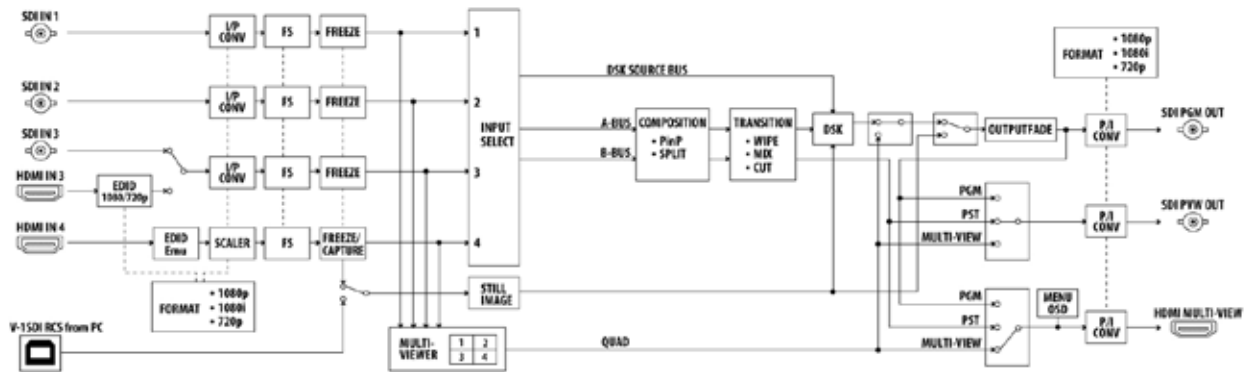 SDI IN 1
I/P CONV
FS
FREEZE
1
SDI IN 2
I/P CONV
FS
FREEZE
2
SDI IN 3
I/P CONV
FS
FREEZE
3
HDMI IN 3
EDID 1080/720p
HDMI IN 4
EDID Emu
SCALER
FS
FREEZE/ CAPTURE
4
INPUT SELECT
FORMAT
• 1080p
• 1080i
• 720p
V-1SDI RCS from PC
MULTI-VIEWER
1 2
3 4
STILL IMAGE
QUAD
DSK SOURCE BUS
A-BUS
B-BUS
COMPOSITION
• PinP
• SPLIT
TRANSITION
• WIPE
• MIX
• CUT
DSK
OUTPUTFADE
FORMAT
• 1080p
• 1080i
• 720p
P/I CONV
SDI PGM OUT
PGM
PST
MULTI-VIEW
P/I CONV
SDI PVW OUT
PGM
PST
MULTI-VIEW
MENU OSD
P/I CONV
HDMI MULTI-VIEW